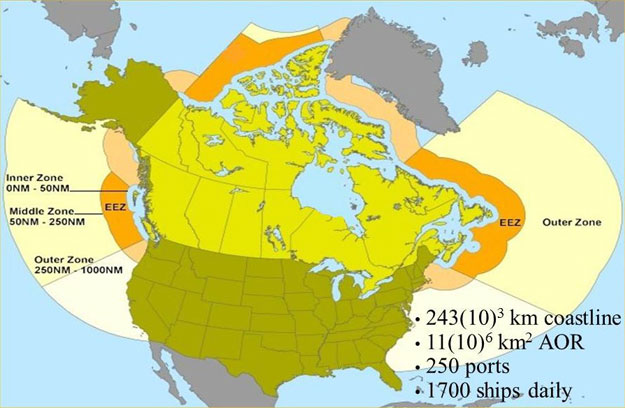 Inner Zone
0NM - 50NM
Middle Zone
50NM - 250NM
EEZ
Outer Zone
250NM - 1000NM
EEZ
Outer Zone
• 243(10)³ km coastline
• 11(10)⁶ km² AOR
• 250 ports
• 1700 ships daily